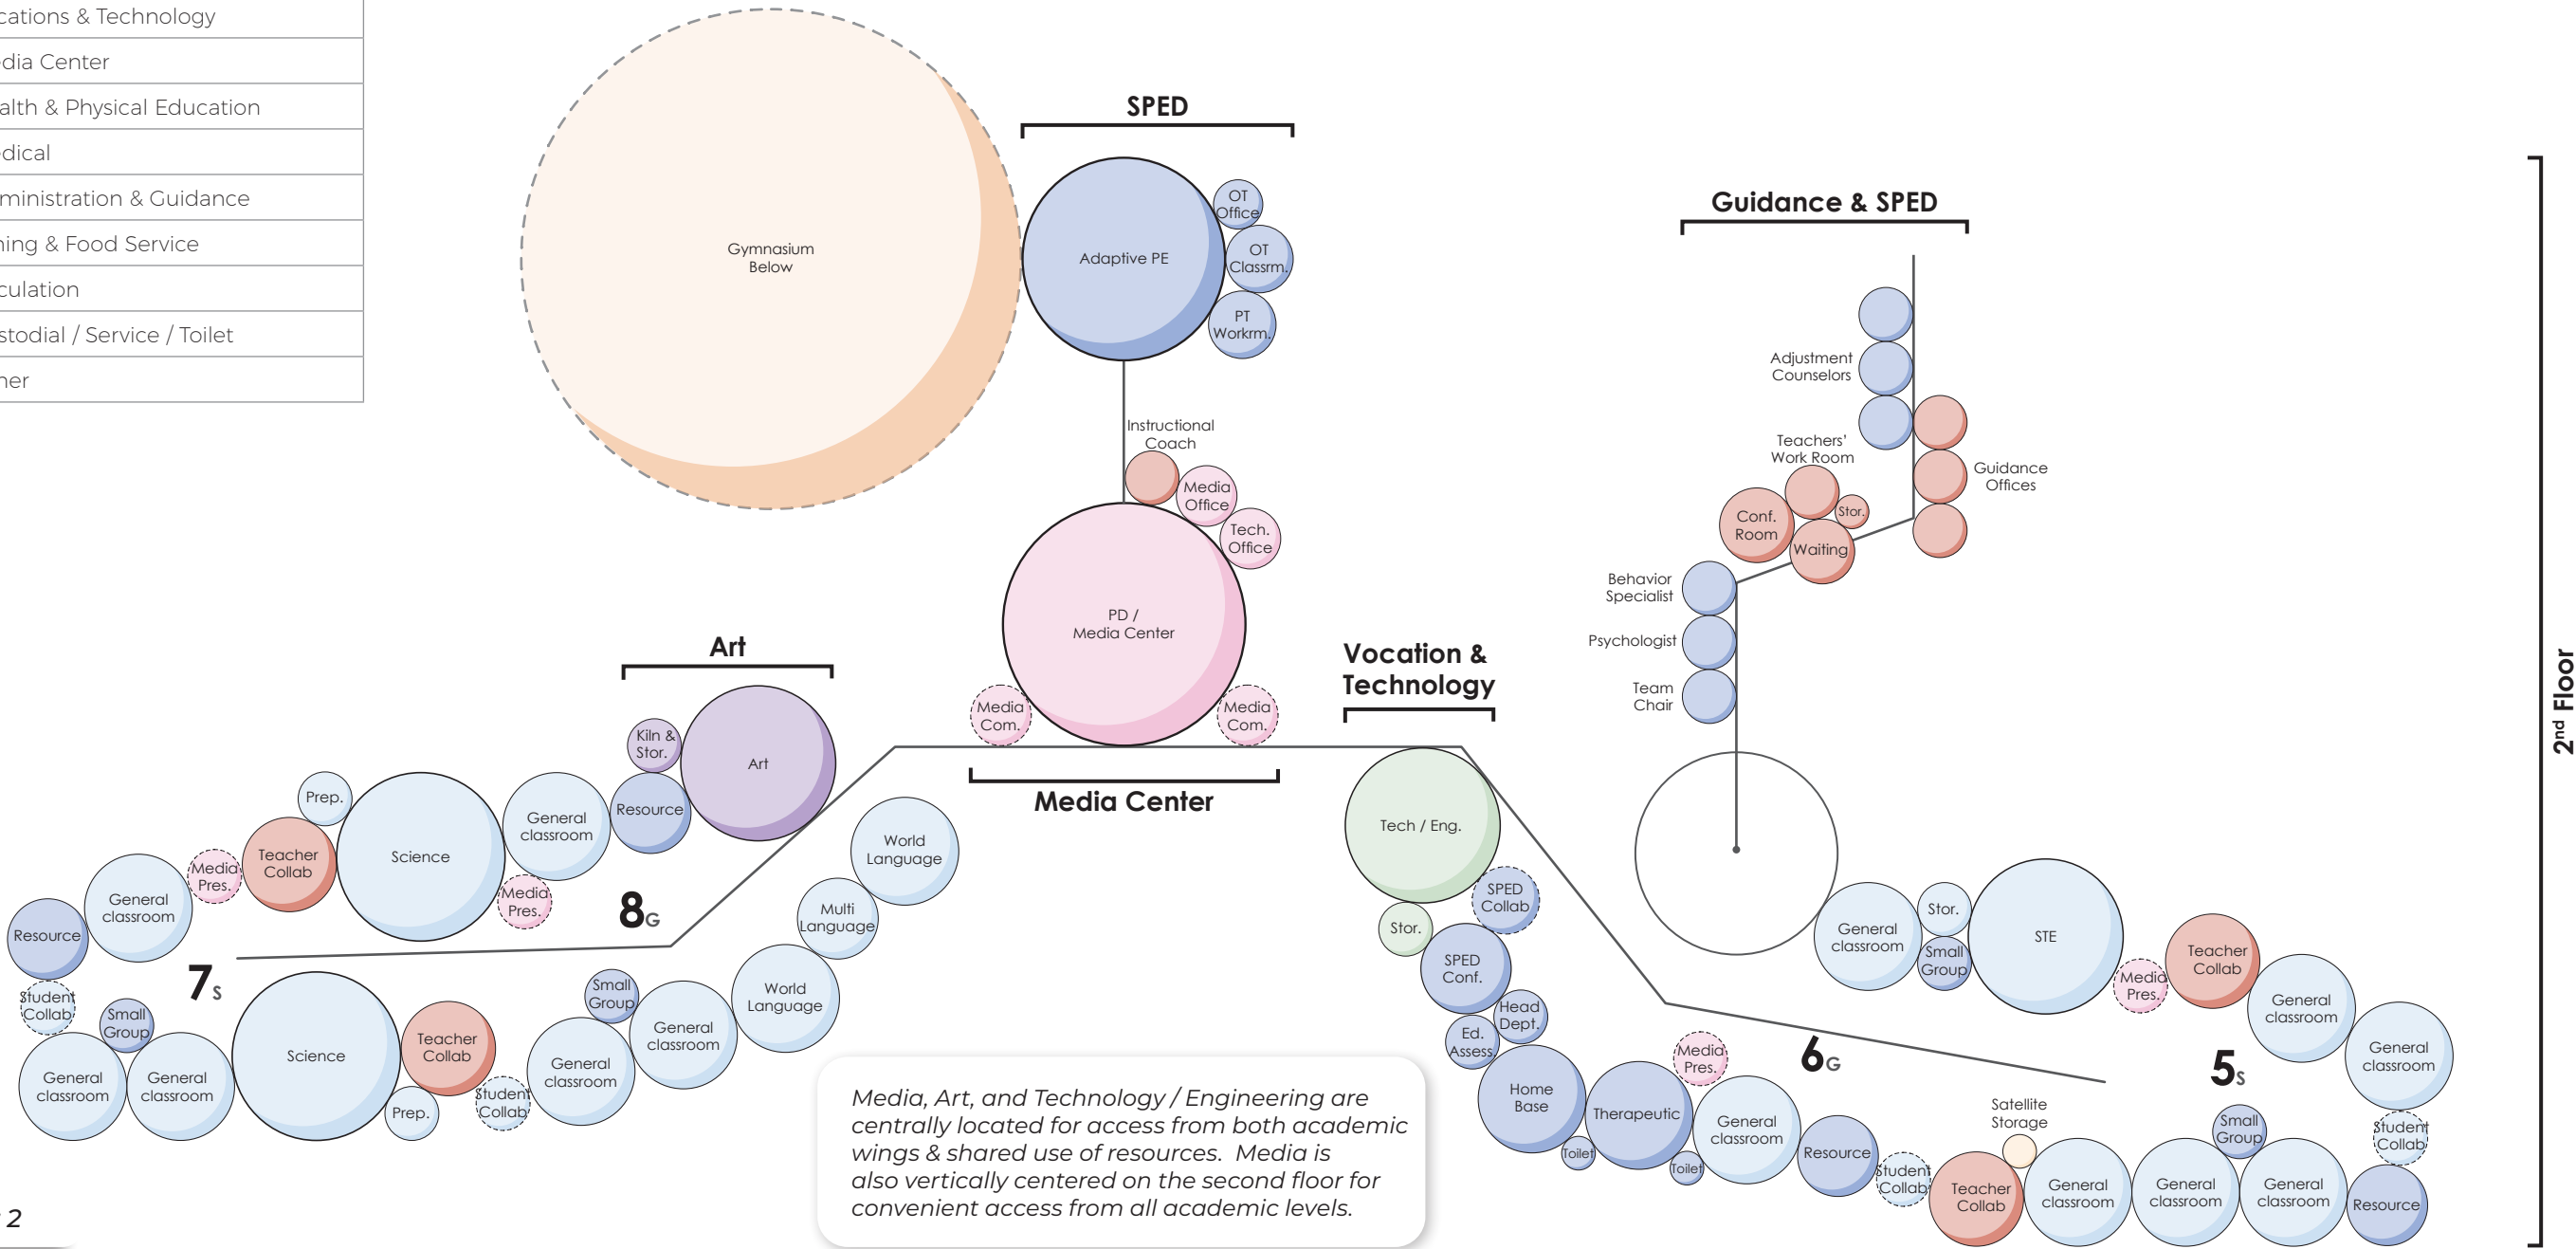 cations & Technology
edia Center
alth & Physical Education
edical
ministration & Guidance
ning & Food Service
culation
stodial / Service / Toilet
her
SPED
OT
Office
OT
Classrm.
PT
Workrm.
Adaptive PE
Gymnasium
Below
Guidance & SPED
Adjustment
Counselors
Teachers'
Work Room
Guidance
Offices
Conf.
Room
Stor.
Waiting
Behavior
Specialist
Psychologist
Team
Chair
Instructional
Coach
Media
Office
Tech.
Office
PD /
Media Center
Media
Com.
Media
Com.
Media Center
Art
Kiln &
Stor.
Art
Resource
General
classroom
Prep.
Science
Media
Pres.
Teacher
Collab
Media
Pres.
General
classroom
Resource
8G
7S
Student
Collab
Small
Group
General
classroom
General
classroom
Science
Teacher
Collab
Prep.
Student
Collab
Small
Group
General
classroom
General
classroom
World
Language
Multi
Language
World
Language
Vocation &
Technology
Tech / Eng.
SPED
Collab
Stor.
SPED
Conf.
Head
Dept.
Ed.
Assess.
Home
Base
Toilet
Therapeutic
Toilet
Media
Pres.
General
classroom
Resource
6G
Student
Collab
Teacher
Collab
Satellite
Storage
General
classroom
General
classroom
Small
Group
General
classroom
Resource
Student
Collab
5S
General
classroom
General
classroom
Teacher
Collab
Media
Pres.
STE
Stor.
Small
Group
General
classroom
2nd Floor
Media, Art, and Technology / Engineering are
centrally located for access from both academic
wings & shared use of resources. Media is
also vertically centered on the second floor for
convenient access from all academic levels.
2